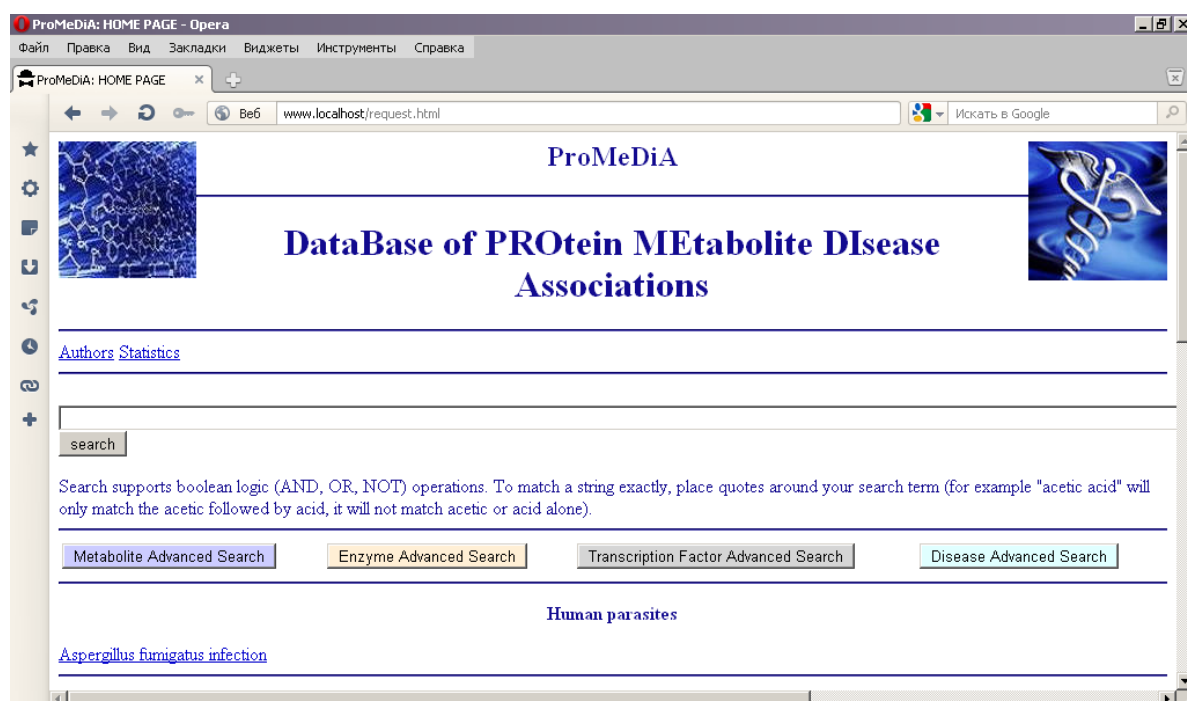 ProMeDiA: HOME PAGE - Opera
Файл Правка Вид Закладки Виджеты Инструменты Справка
ProMeDiA: HOME PAGE
Веб www.localhost/request.html Искать в Google
ProMeDiA
DataBase of PROtein MEtabolite DIsease
Associations
Authors Statistics
search
Search supports boolean logic (AND, OR, NOT) operations. To match a string exactly, place quotes around your search term (for example "acetic acid" will
only match the acetic followed by acid, it will not match acetic or acid alone).
Metabolite Advanced Search Enzyme Advanced Search Transcription Factor Advanced Search Disease Advanced Search
Human parasites
Aspergillus fumigatus infection